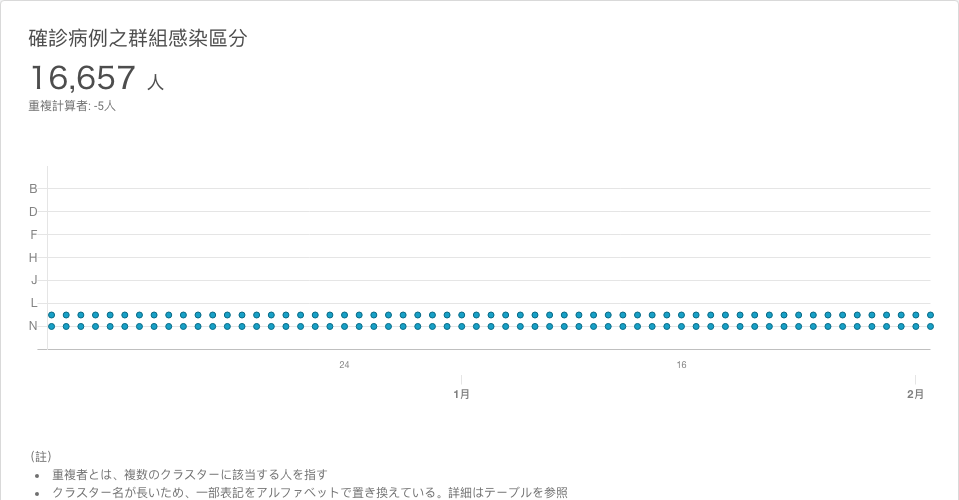 確診病例之群組感染區分
16,657 人
重複計算者: -5人
B
D
F
H
J
L
N
24
16
1月
2月
（註）
• 重複者とは、複数のクラスターに該当する人を指す
• クラスター名が長いため、一部表記をアルファベットで置き換えている。詳細はテーブルを参照